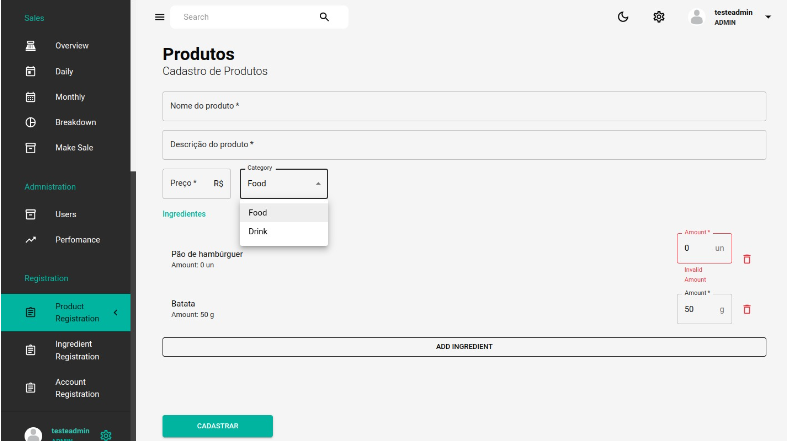 Sales
Overview
Daily
Monthly
Breakdown
Make Sale
Admnistration
Users
Perfomance
Registration
Product
Registration
Ingredient
Registration
Account
Registration
testeadmin
ADMIN
Search
testeadmin
ADMIN
Produtos
Cadastro de Produtos
Nome do produto *
Descrição do produto *
Preço * R$
Category
Food
Food
Drink
Ingredientes
Pão de hambúrguer
Amount: 0 un
Amount *
0 un
Invalid
Amount
Batata
Amount: 50 g
Amount *
50 g
ADD INGREDIENT
CADASTRAR